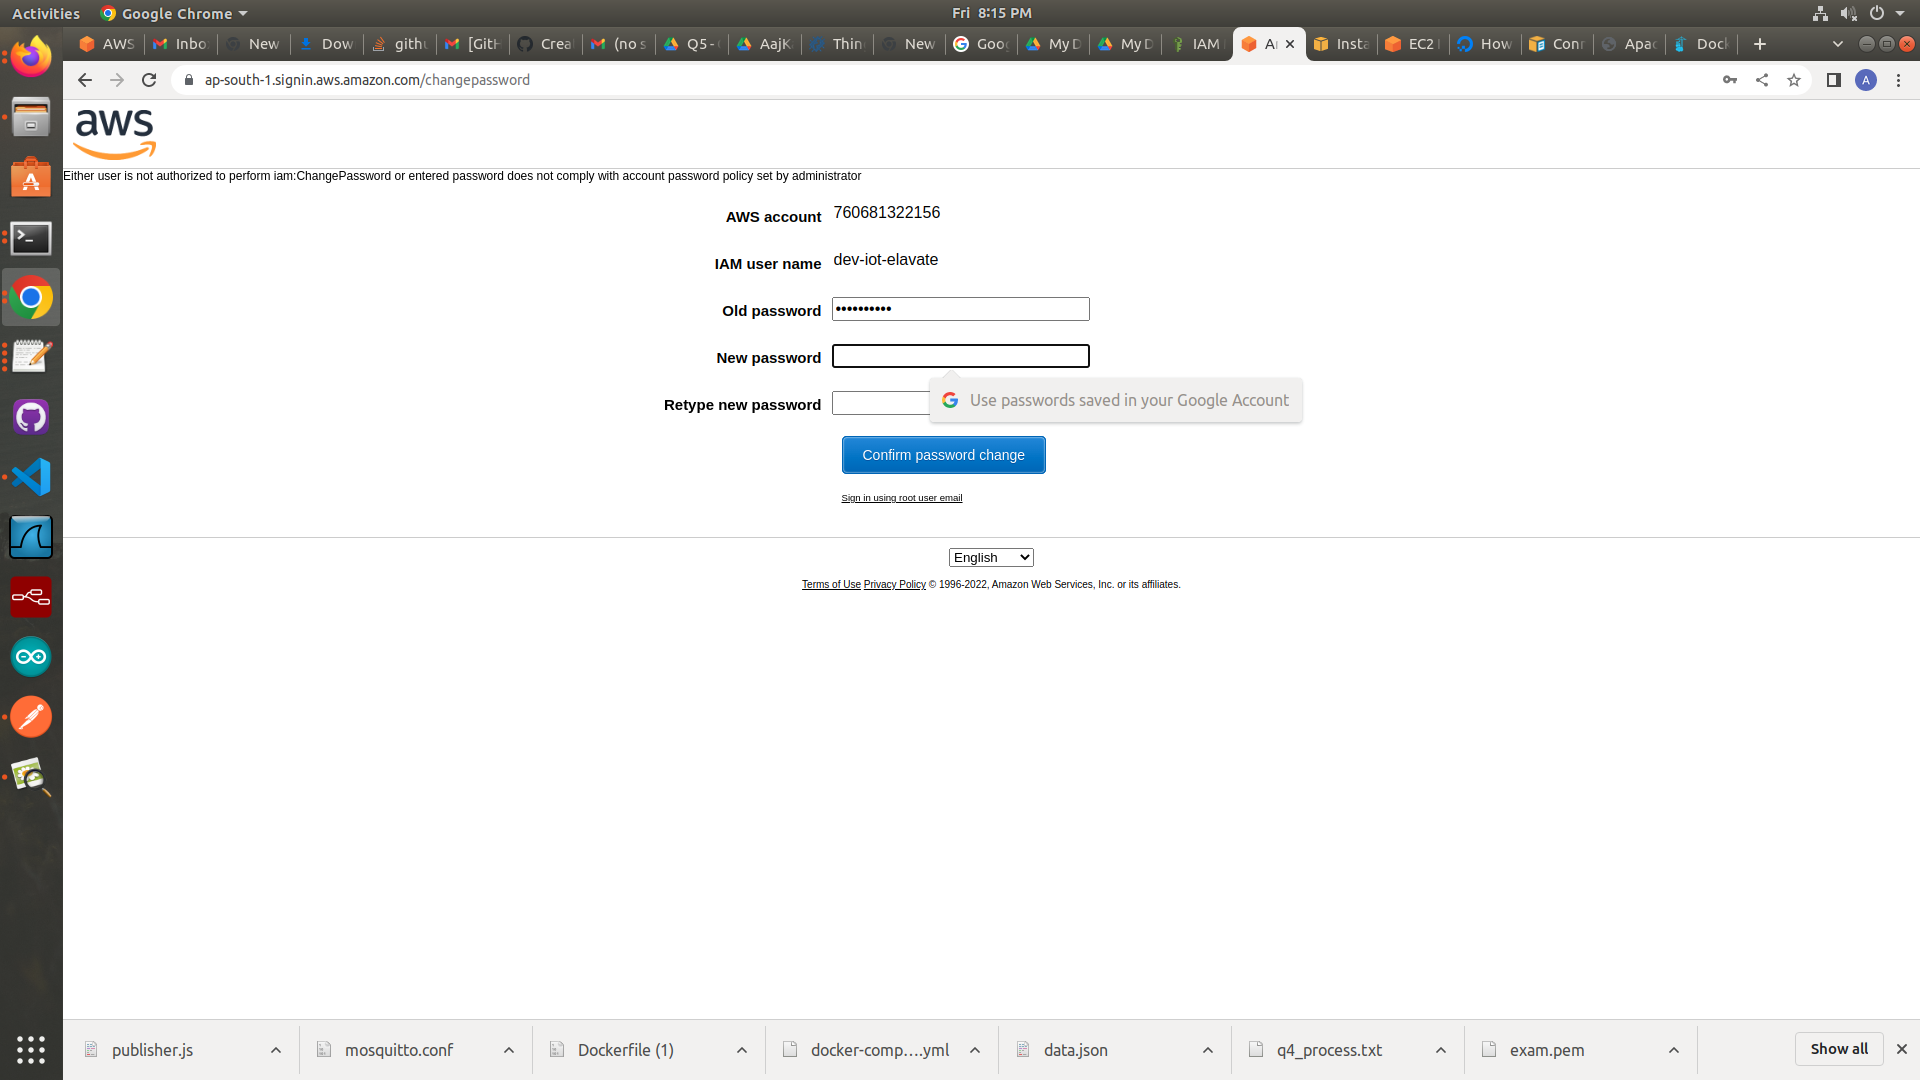 Activities
Google Chrome
Fri 8:15 PM
AWS
Inbo
New
Dow
githu
[GitH
Crea
(no s
Q5 -
AajK
Thin
New
Goog
My D
My D
IAM
A
Insta
EC2
How
Conn
Apac
Dock
ap-south-1.signin.aws.amazon.com/changepassword
A
aws
Either user is not authorized to perform iam:ChangePassword or entered password does not comply with account password policy set by administrator
AWS account 760681322156
IAM user name dev-iot-elavate
Old password ••••••••••
New password
Use passwords saved in your Google Account
Retype new password
Confirm password change
Sign in using root user email
English
Terms of Use Privacy Policy © 1996-2022, Amazon Web Services, Inc. or its affiliates.
publisher.js
mosquitto.conf
Dockerfile (1)
docker-comp….yml
data.json
q4_process.txt
exam.pem
Show all